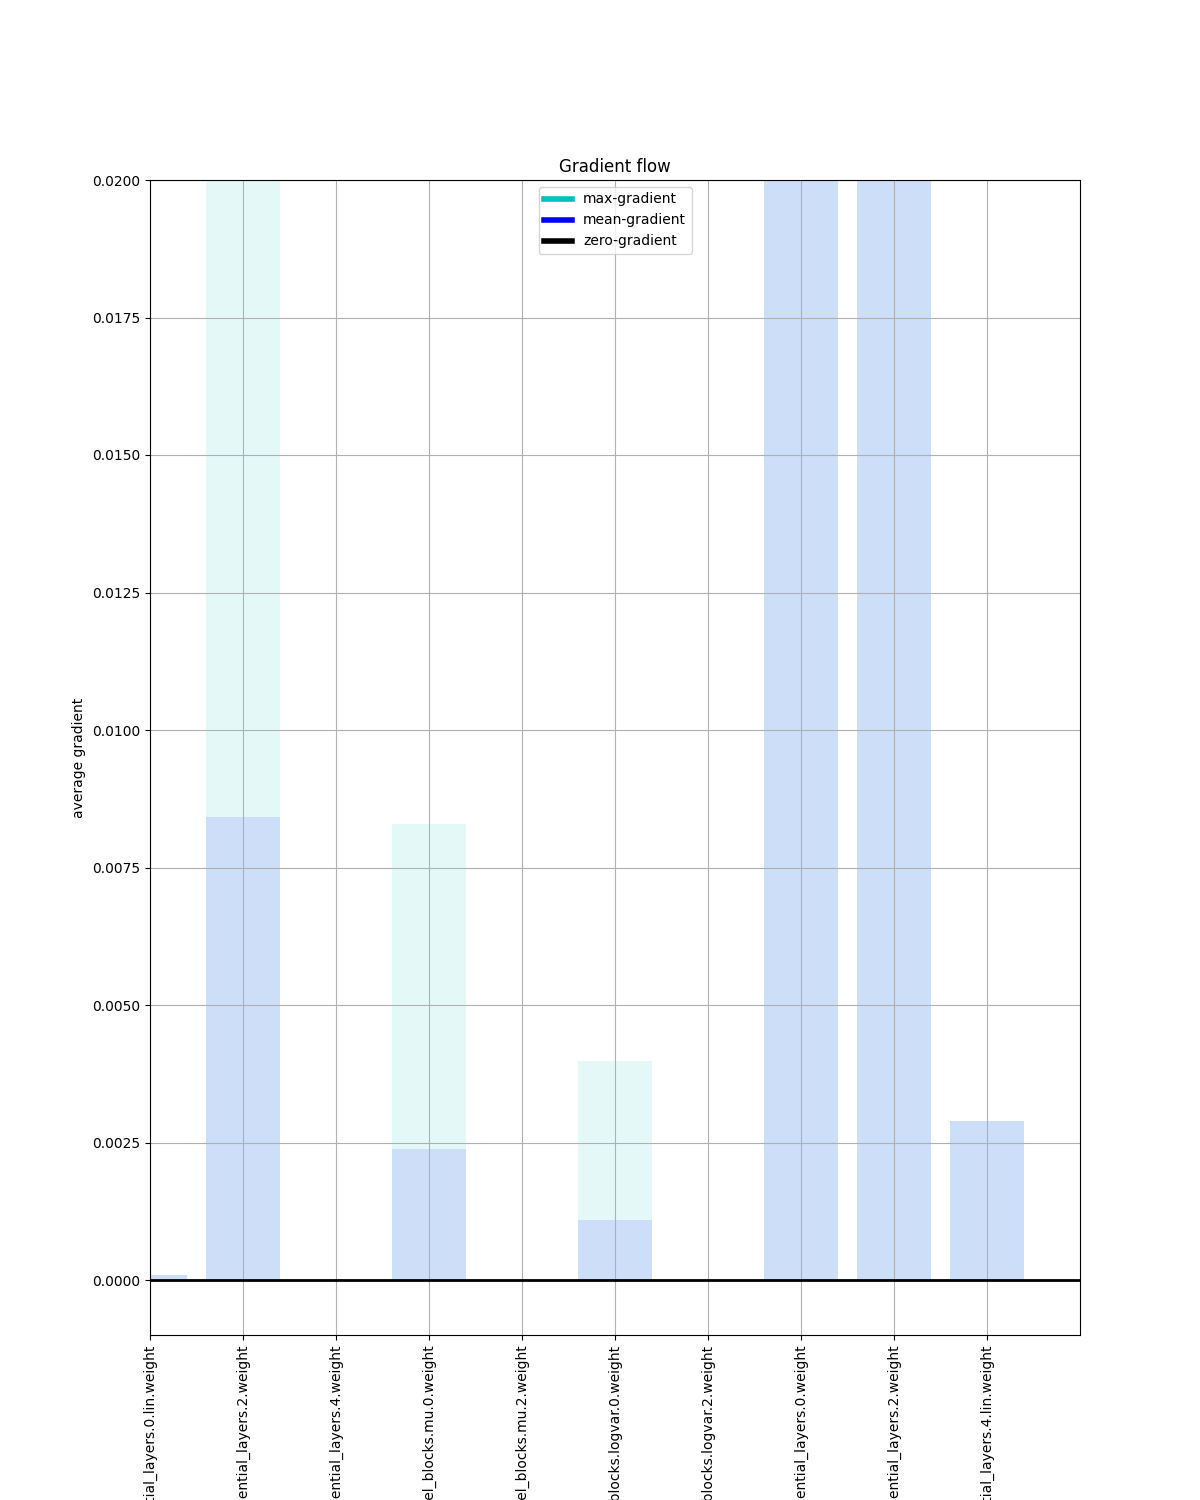 Gradient flow
max-gradient
mean-gradient
zero-gradient
0.0200
0.0175
0.0150
0.0125
0.0100
0.0075
0.0050
0.0025
0.0000
average gradient
tial_layers.0.lin.weight
ential_layers.2.weight
ential_layers.4.weight
el_blocks.mu.0.weight
el_blocks.mu.2.weight
blocks.logvar.0.weight
blocks.logvar.2.weight
ential_layers.0.weight
ential_layers.2.weight
tial_layers.4.lin.weight